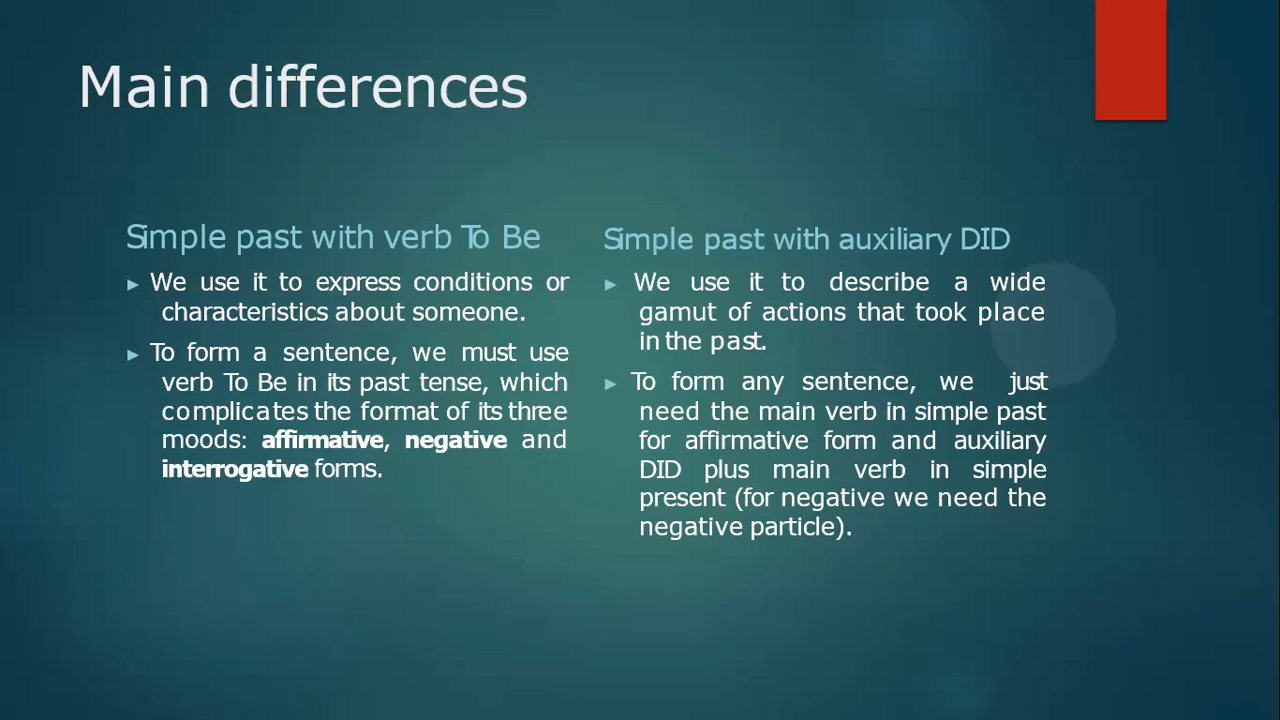 Main differences
Simple past with verb To Be
We use it to express conditions or
characteristics about someone.
To form a sentence, we must use
verb To Be in its past tense, which
complicates the format of its three
moods: affirmative, negative and
interrogative forms.
Simple past with auxiliary DID
We use it to describe a wide
gamut of actions that took place
in the past.
To form any sentence, we just
need the main verb in simple past
for affirmative form and auxiliary
DID plus main verb in simple
present (for negative we need the
negative particle).